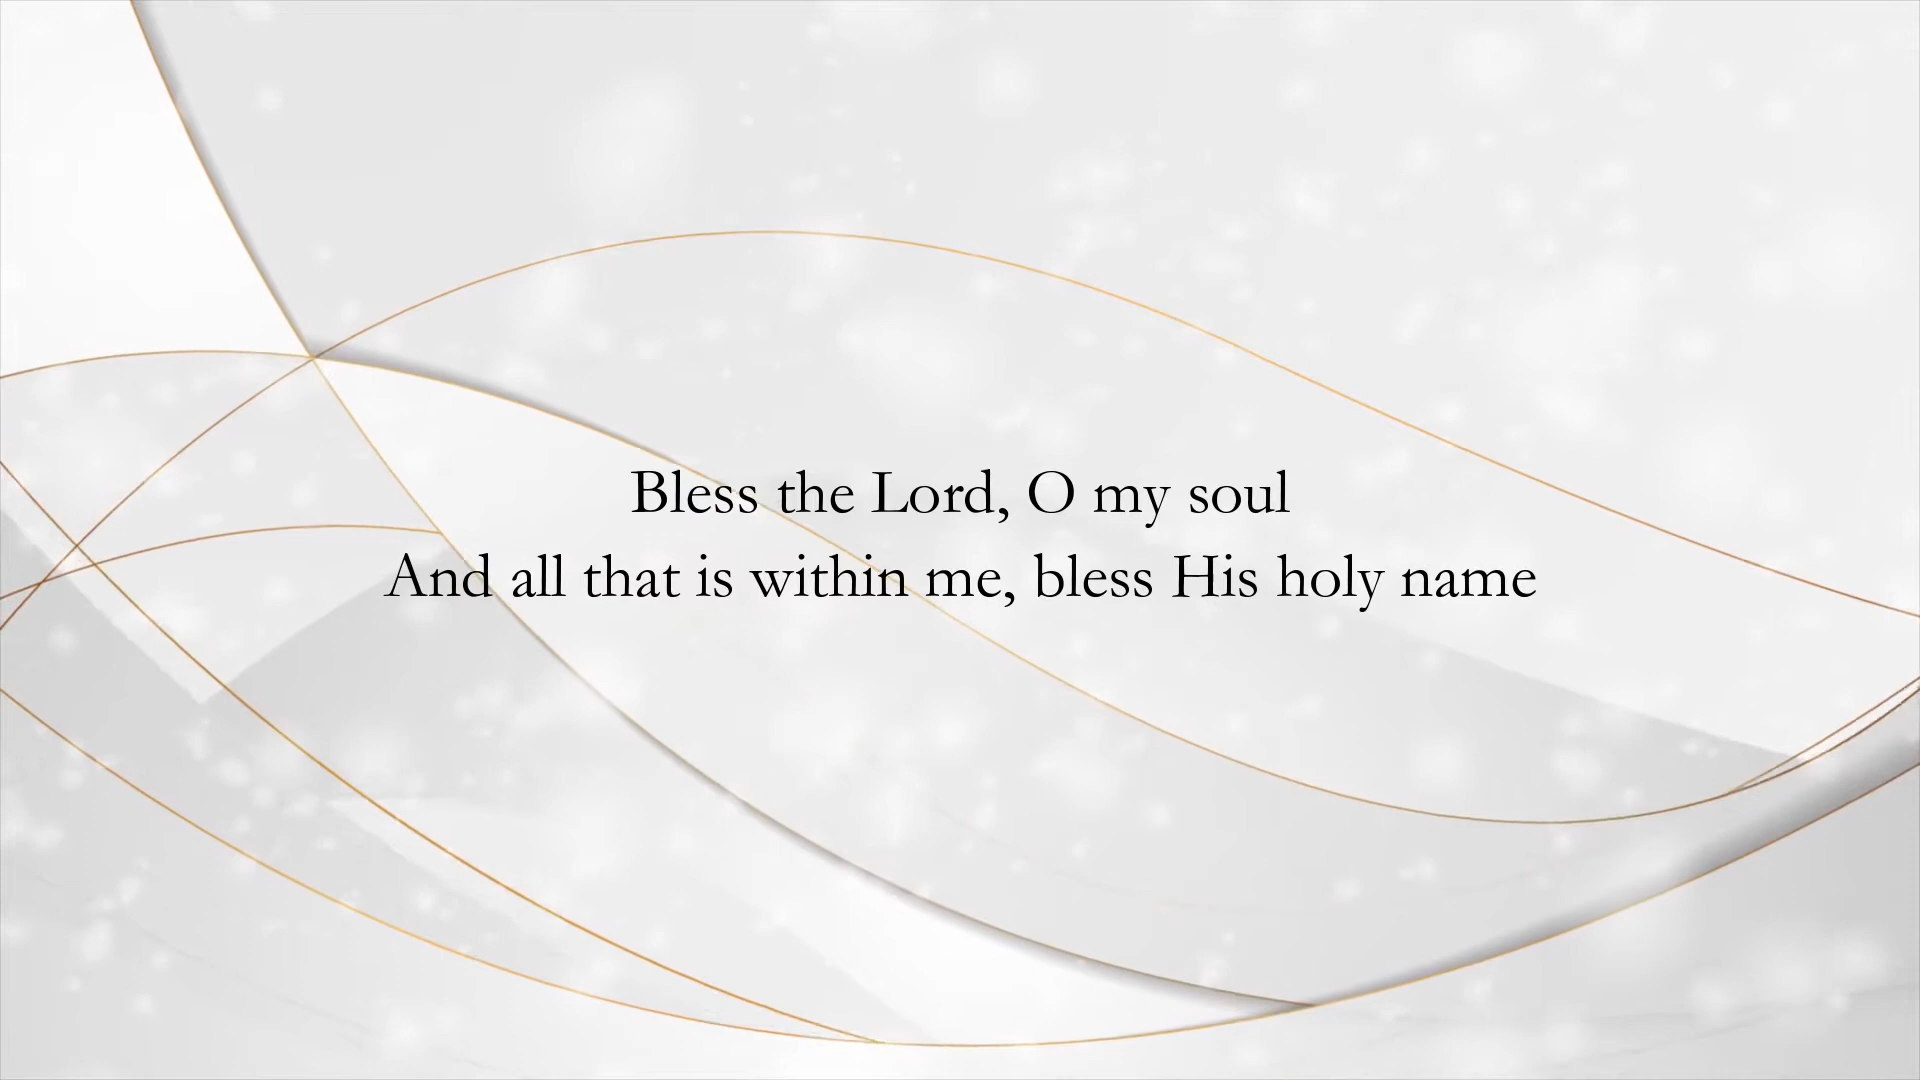 Bless the Lord, O my soul
And all that is within me, bless His holy name